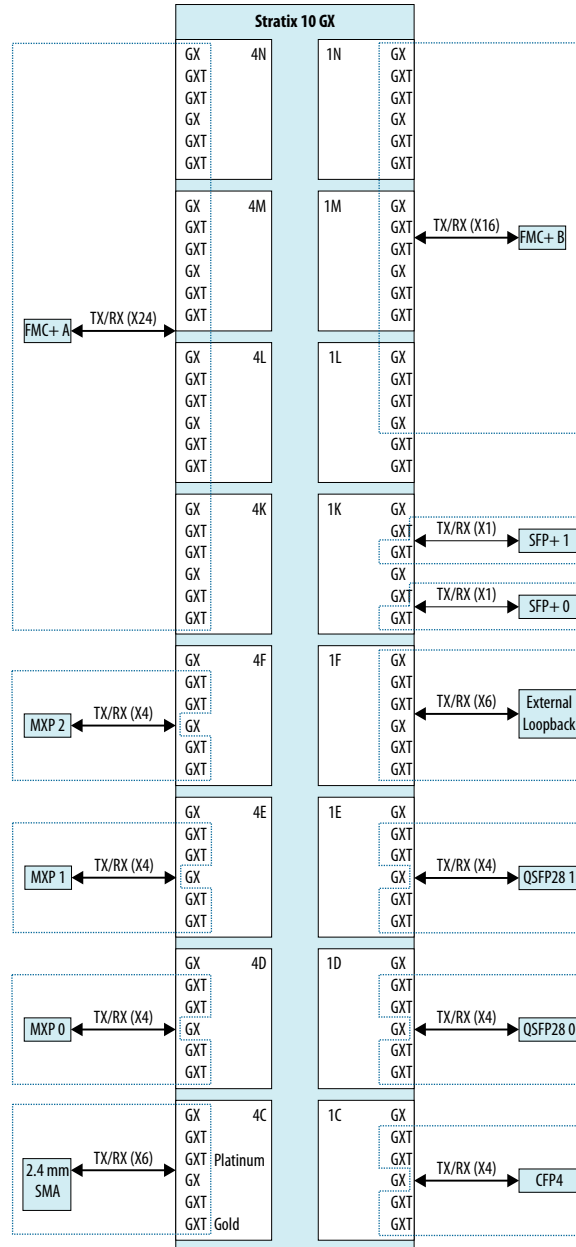 Stratix 10 GX
GX 4N 1N GX
GXT GXT
GXT GXT
GX GX
GXT GXT
GXT GXT
GX 4M 1M GX
GXT GXT
TX/RX (X16)
FMC+ B
GXT GXT
GX GX
GXT GXT
GXT GXT
FMC+ A
TX/RX (X24)
GX 4L 1L GX
GXT GXT
GXT GXT
GX GX
GXT GXT
GXT GXT
GX 4K 1K GX
GXT GXT
TX/RX (X1)
SFP+ 1
GXT GXT
GX GX
GXT GXT
TX/RX (X1)
SFP+ 0
GXT GXT
GX 4F 1F GX
GXT GXT
GXT GXT
MXP 2
TX/RX (X4)
TX/RX (X6)
External
Loopback
GX GX
GXT GXT
GXT GXT
GX 4E 1E GX
GXT GXT
GXT GXT
MXP 1
TX/RX (X4)
GX GX
TX/RX (X4)
QSFP28 1
GXT GXT
GXT GXT
GX 4D 1D GX
GXT GXT
GXT GXT
MXP 0
TX/RX (X4)
GX GX
TX/RX (X4)
QSFP28 0
GXT GXT
GXT GXT
GX 4C 1C GX
GXT GXT
2.4 mm
SMA
TX/RX (X6)
GXT Platinum GXT
GX GX
TX/RX (X4)
CFP4
GXT GXT
GXT Gold GXT